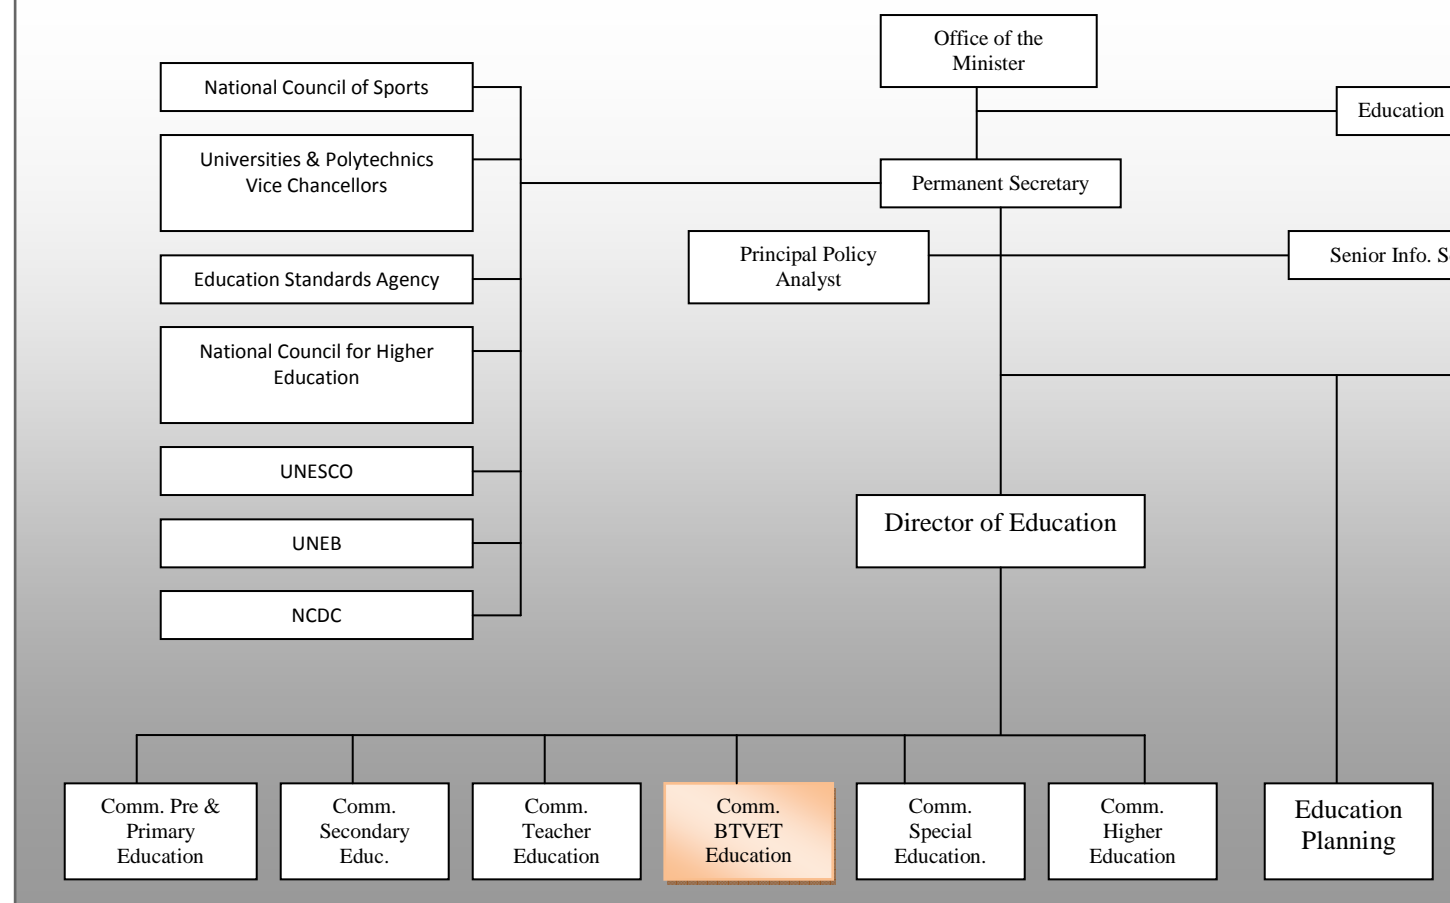 Office of the
Minister
National Council of Sports
Education
Universities & Polytechnics
Vice Chancellors
Permanent Secretary
Principal Policy
Analyst
Senior Info. S
Education Standards Agency
National Council for Higher
Education
UNESCO
Director of Education
UNEB
NCDC
Comm. Pre &
Primary
Education
Comm.
Secondary
Educ.
Comm.
Teacher
Education
Comm.
BTVET
Education
Comm.
Special
Education.
Comm.
Higher
Education
Education
Planning